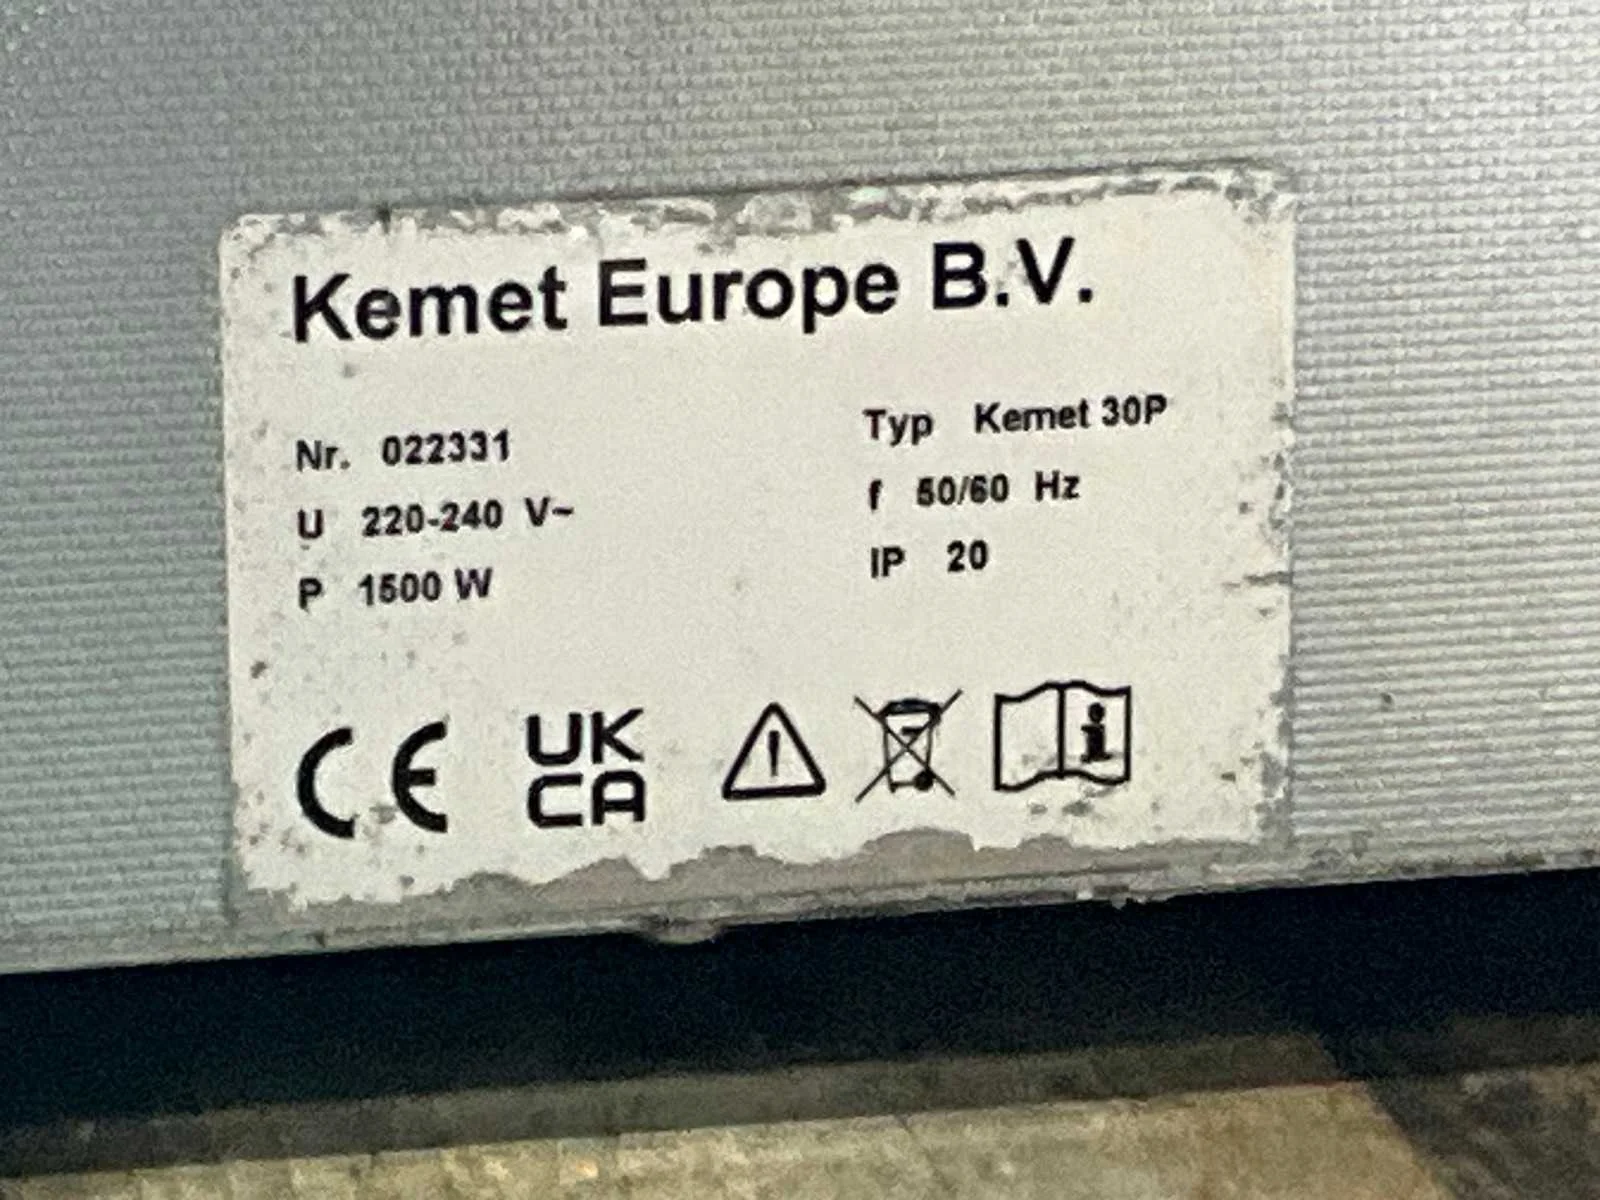 Kemet Europe B.V.
Nr. 022331
Typ Kemet 30P
U 220-240 V~
f 50/60 Hz
P 1500 W
IP 20
CE UK CA